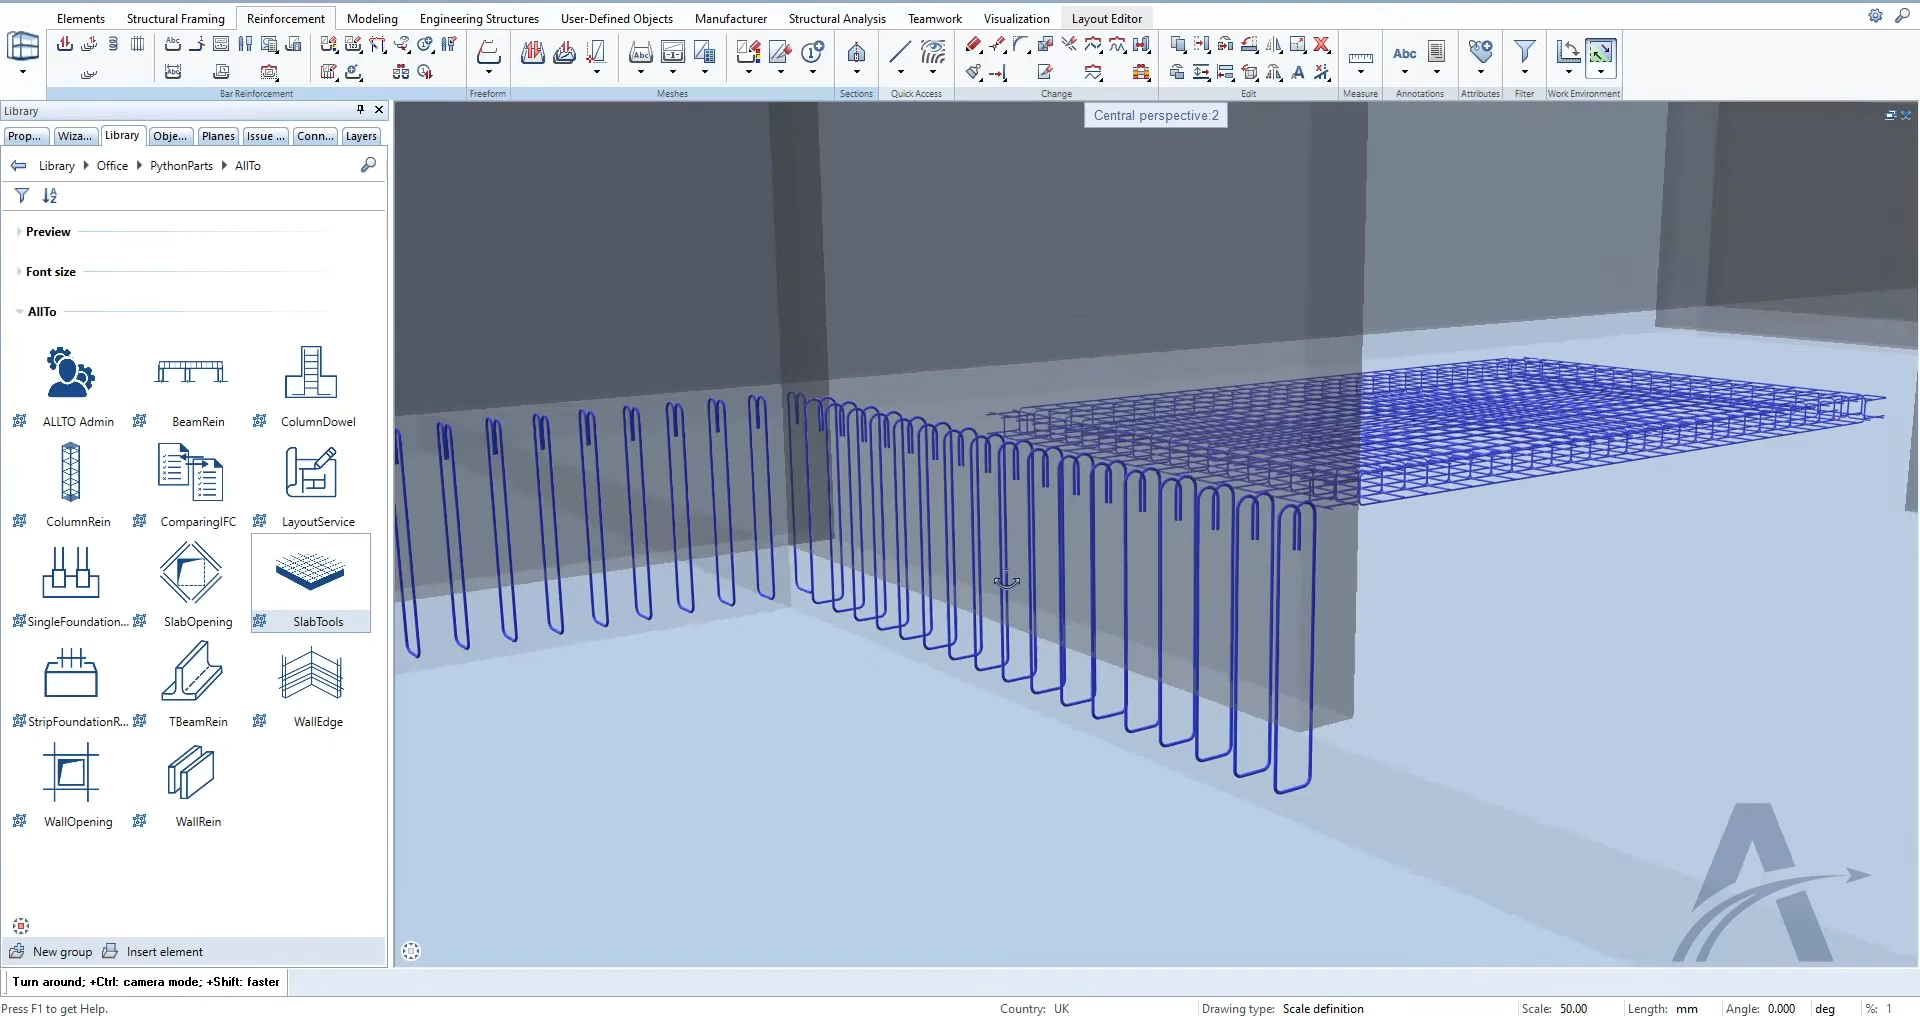 Elements Structural Framing Reinforcement Modeling Engineering Structures User-Defined Objects Manufacturer Structural Analysis Teamwork Visualization Layout Editor
Abc Abc Abc
Bar Reinforcement Freeform Meshes Sections Quick Access Change Edit Measure Annotations Attributes Filter Work Environment
Library
Central perspective:2
Prop... Wiza... Library Obje... Planes Issue ... Conn... Layers
Library Office PythonParts AllTo
Preview
Font size
AllTo
ALLTO Admin BeamRein ColumnDowel
ColumnRein ComparingIFC LayoutService
SingleFoundation... SlabOpening SlabTools
StripFoundationR... TBeamRein WallEdge
WallOpening WallRein
New group Insert element
Turn around; +Ctrl: camera mode; +Shift: faster
Press F1 to get Help. Country: UK Drawing type: Scale definition Scale: 50.00 Length: mm Angle: 0.000 deg %: 1